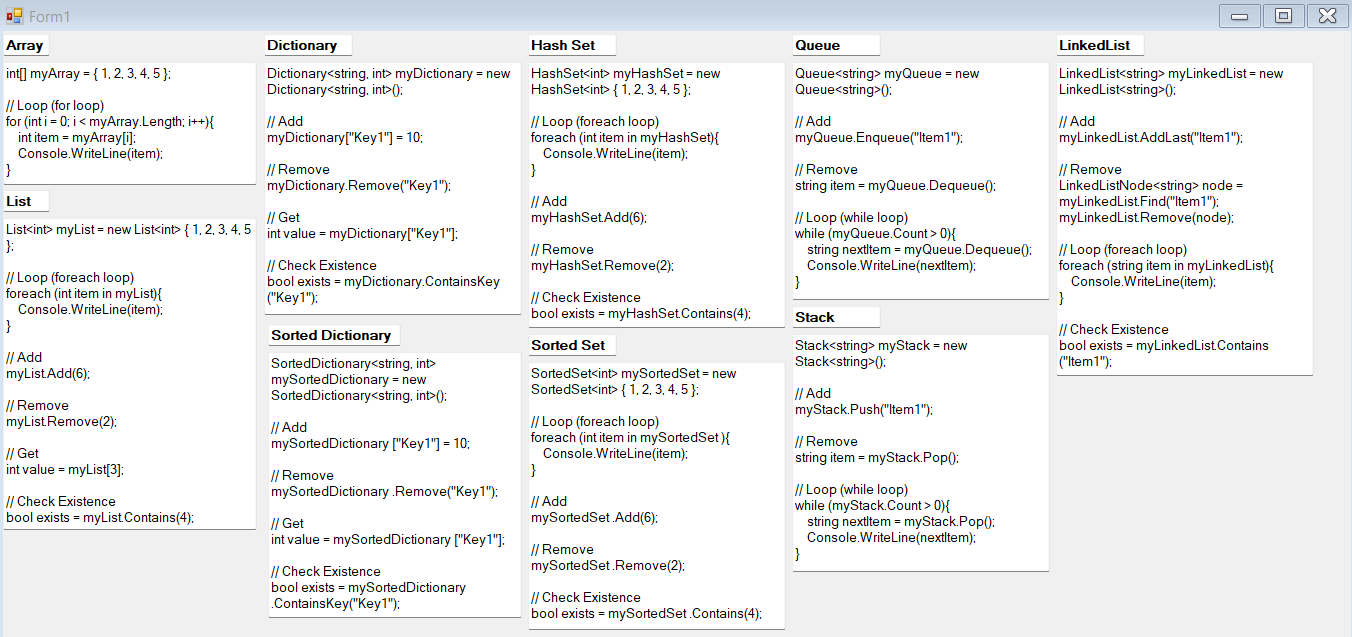 Form1
Array
int[] myArray = { 1, 2, 3, 4, 5 };
// Loop (for loop)
for (int i = 0; i < myArray.Length; i++){
    int item = myArray[i];
    Console.WriteLine(item);
}
List
List<int> myList = new List<int> { 1, 2, 3, 4, 5
};
// Loop (foreach loop)
foreach (int item in myList){
    Console.WriteLine(item);
}
// Add
myList.Add(6);
// Remove
myList.Remove(2);
// Get
int value = myList[3];
// Check Existence
bool exists = myList.Contains(4);
Dictionary
Dictionary<string, int> myDictionary = new
Dictionary<string, int>();
// Add
myDictionary["Key1"] = 10;
// Remove
myDictionary.Remove("Key1");
// Get
int value = myDictionary["Key1"];
// Check Existence
bool exists = myDictionary.ContainsKey
("Key1");
Sorted Dictionary
SortedDictionary<string, int>
mySortedDictionary = new
SortedDictionary<string, int>();
// Add
mySortedDictionary ["Key1"] = 10;
// Remove
mySortedDictionary .Remove("Key1");
// Get
int value = mySortedDictionary ["Key1"];
// Check Existence
bool exists = mySortedDictionary
.ContainsKey("Key1");
Hash Set
HashSet<int> myHashSet = new
HashSet<int> { 1, 2, 3, 4, 5 };
// Loop (foreach loop)
foreach (int item in myHashSet){
    Console.WriteLine(item);
}
// Add
myHashSet.Add(6);
// Remove
myHashSet.Remove(2);
// Check Existence
bool exists = myHashSet.Contains(4);
Sorted Set
SortedSet<int> mySortedSet = new
SortedSet<int> { 1, 2, 3, 4, 5 };
// Loop (foreach loop)
foreach (int item in mySortedSet ){
    Console.WriteLine(item);
}
// Add
mySortedSet .Add(6);
// Remove
mySortedSet .Remove(2);
// Check Existence
bool exists = mySortedSet .Contains(4);
Queue
Queue<string> myQueue = new
Queue<string>();
// Add
myQueue.Enqueue("Item1");
// Remove
string item = myQueue.Dequeue();
// Loop (while loop)
while (myQueue.Count > 0){
    string nextItem = myQueue.Dequeue();
    Console.WriteLine(nextItem);
}
Stack
Stack<string> myStack = new
Stack<string>();
// Add
myStack.Push("Item1");
// Remove
string item = myStack.Pop();
// Loop (while loop)
while (myStack.Count > 0){
    string nextItem = myStack.Pop();
    Console.WriteLine(nextItem);
}
LinkedList
LinkedList<string> myLinkedList = new
LinkedList<string>();
// Add
myLinkedList.AddLast("Item1");
// Remove
LinkedListNode<string> node =
myLinkedList.Find("Item1");
myLinkedList.Remove(node);
// Loop (foreach loop)
foreach (string item in myLinkedList){
    Console.WriteLine(item);
}
// Check Existence
bool exists = myLinkedList.Contains
("Item1");